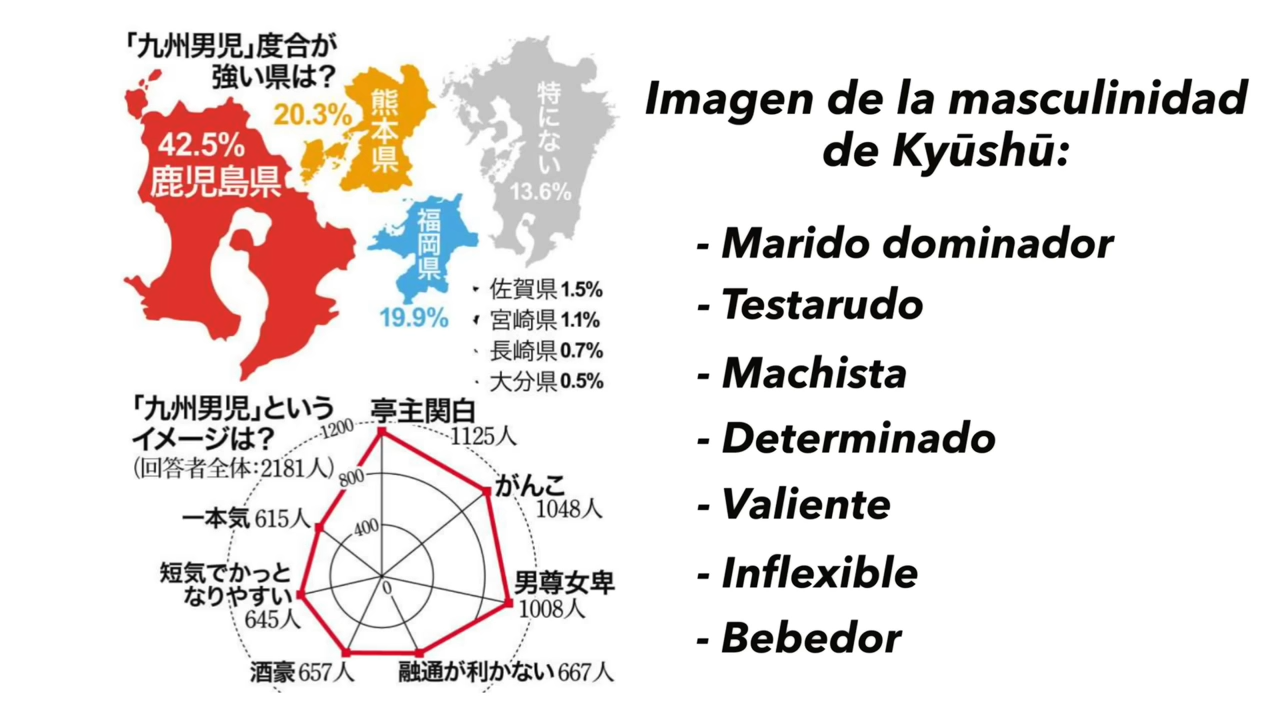 「九州男児」度合が
強い県は?
42.5%
鹿児島県
20.3%
熊本県
福岡県
19.9%
特にない
13.6%
佐賀県1.5%
宮崎県1.1%
長崎県0.7%
大分県0.5%
「九州男児」という
イメージは?
(回答者全体:2181人)
1200
800
400
0
亭主関白
1125人
がんこ
1048人
男尊女卑
1008人
融通が利かない667人
酒豪657人
短気でかっと
なりやすい
645人
一本気615人
Imagen de la masculinidad
de Kyūshū:
- Marido dominador
- Testarudo
- Machista
- Determinado
- Valiente
- Inflexible
- Bebedor